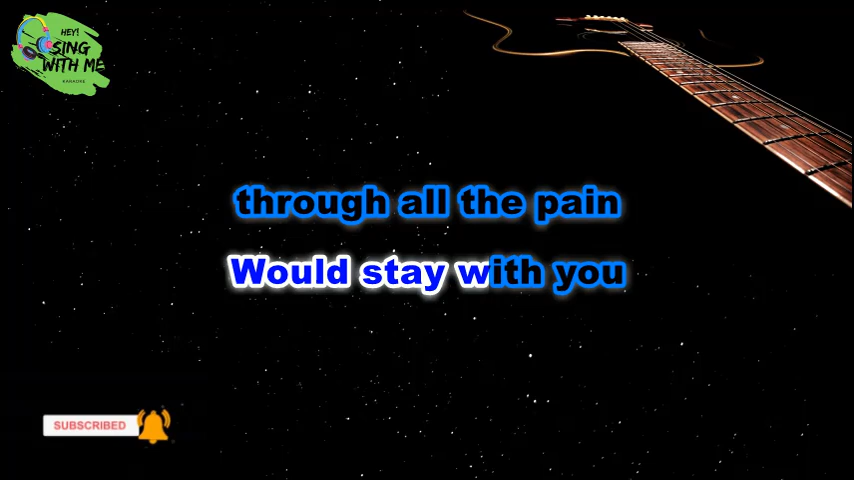 HEY!
SING
WITH ME
KARAOKE
through all the pain
Would stay with you
SUBSCRIBED